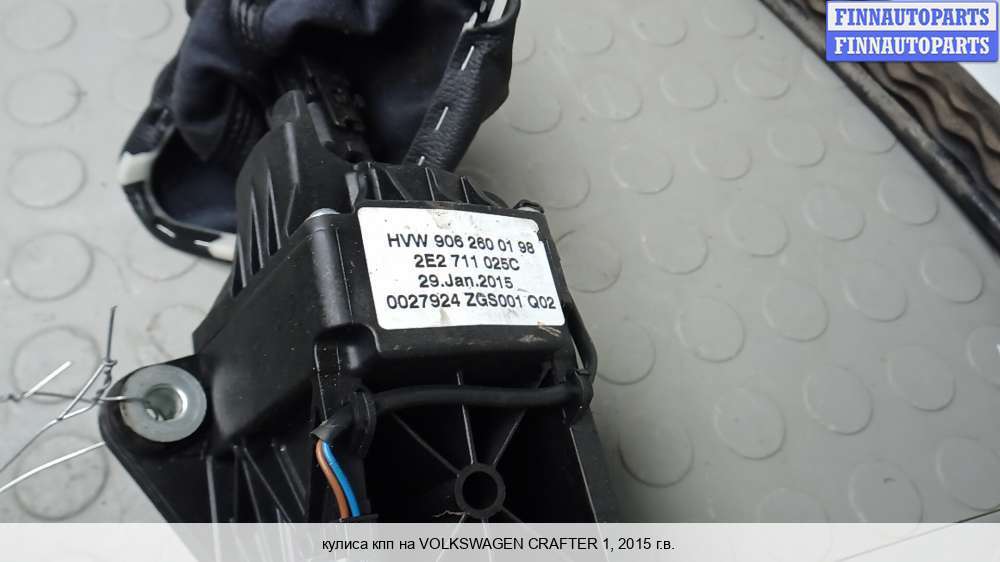 FINNAUTOPARTS
FINNAUTOPARTS
HVW 906 260 01 98
2E2 711 025C
29.Jan.2015
0027924 ZGS001 Q02
кулиса кпп на VOLKSWAGEN CRAFTER 1, 2015 г.в.